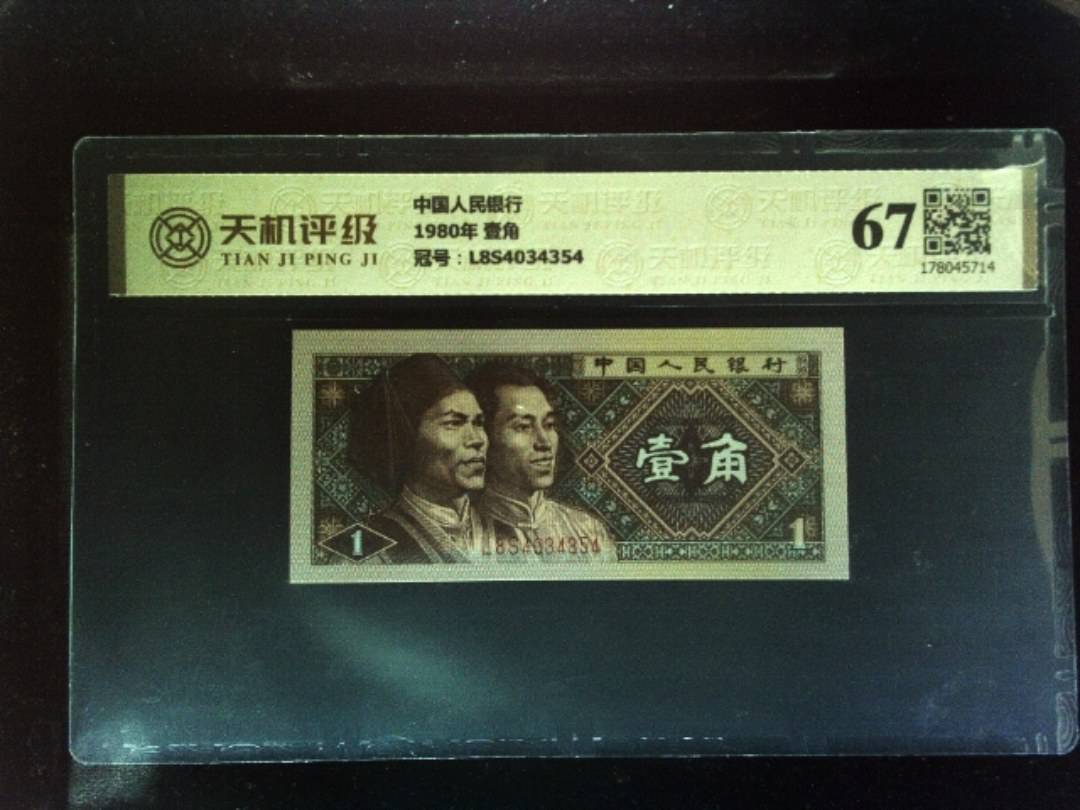 天机评级
TIAN JI PING JI
中国人民银行
1980年 壹角
冠号：L8S4034354
67
178045714
中国人民银行
壹角
1
L8S4034354
1